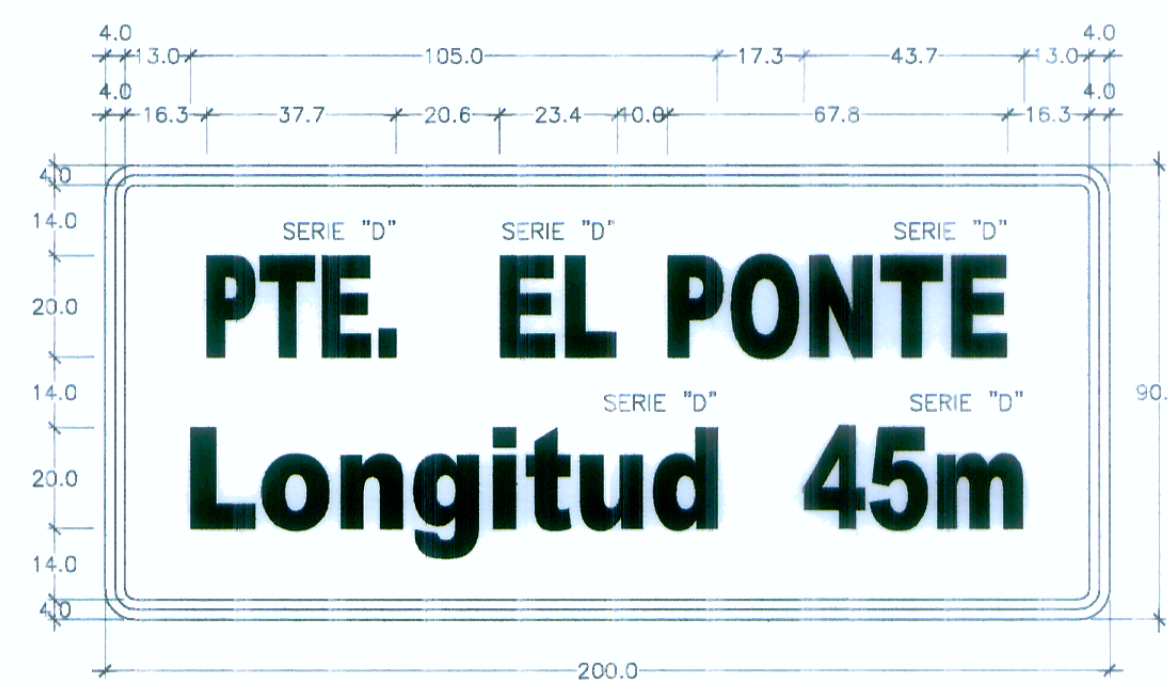 4.0 4.0
13.0 105.0 17.3 43.7 13.0
4.0 4.0
16.3 37.7 20.6 23.4 10.6 67.8 16.3
4.0
14.0
SERIE "D" SERIE "D" SERIE "D"
PTE. EL PONTE
20.0
14.0
90.
SERIE "D" SERIE "D"
Longitud 45m
20.0
14.0
4.0
200.0